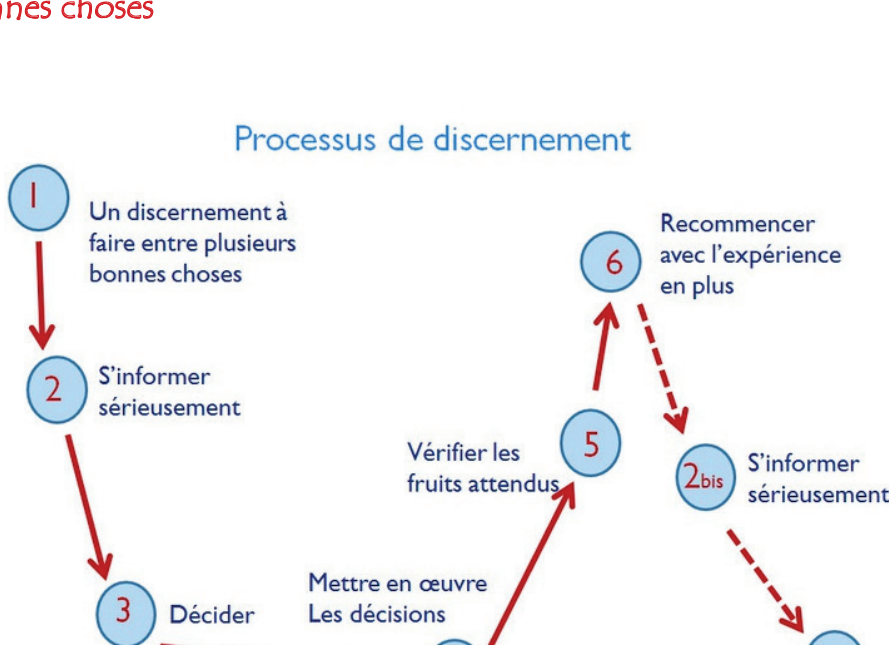 choses
Processus de discernement
1
Un discernement à
faire entre plusieurs
bonnes choses
2
S'informer
sérieusement
3
Décider
Mettre en œuvre
Les décisions
5
Vérifier les
fruits attendus
6
Recommencer
avec l'expérience
en plus
2bis
S'informer
sérieusement